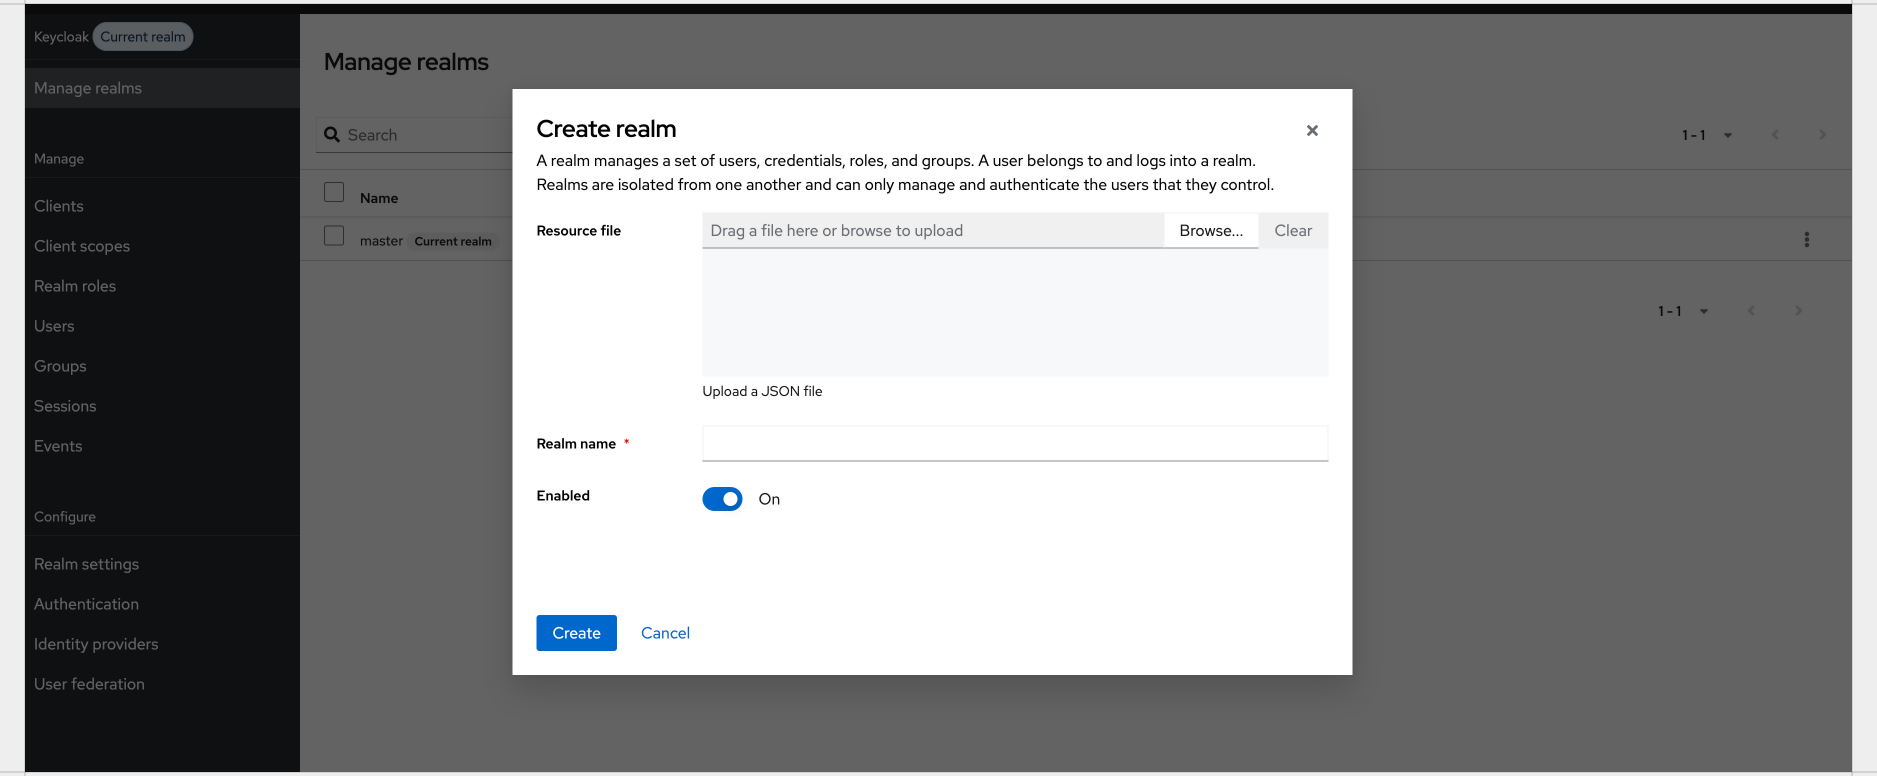 Keycloak Current realm
Manage realms
Manage
Clients
Client scopes
Realm roles
Users
Groups
Sessions
Events
Configure
Realm settings
Authentication
Identity providers
User federation
Manage realms
Search
1 - 1
Name
master Current realm
1 - 1
Create realm
A realm manages a set of users, credentials, roles, and groups. A user belongs to and logs into a realm.
Realms are isolated from one another and can only manage and authenticate the users that they control.
Resource file
Drag a file here or browse to upload
Browse...
Clear
Upload a JSON file
Realm name *
Enabled
On
Create
Cancel